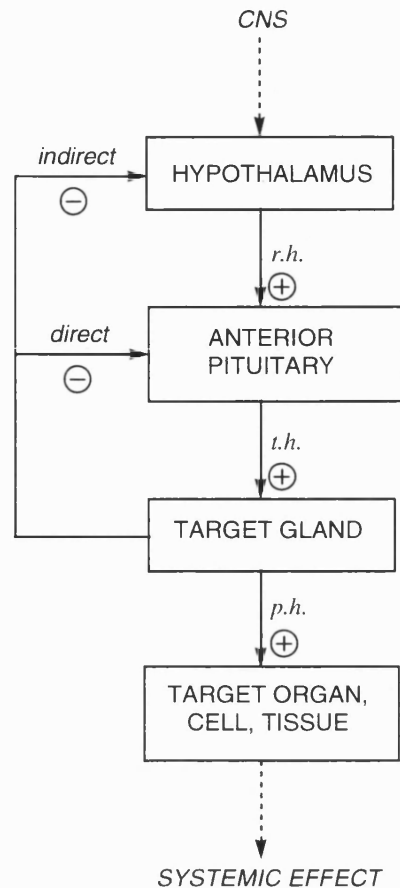 CNS
indirect
⊖
HYPOTHALAMUS
r.h.
⊕
direct
⊖
ANTERIOR
PITUITARY
t.h.
⊕
TARGET GLAND
p.h.
⊕
TARGET ORGAN,
CELL, TISSUE
SYSTEMIC EFFECT